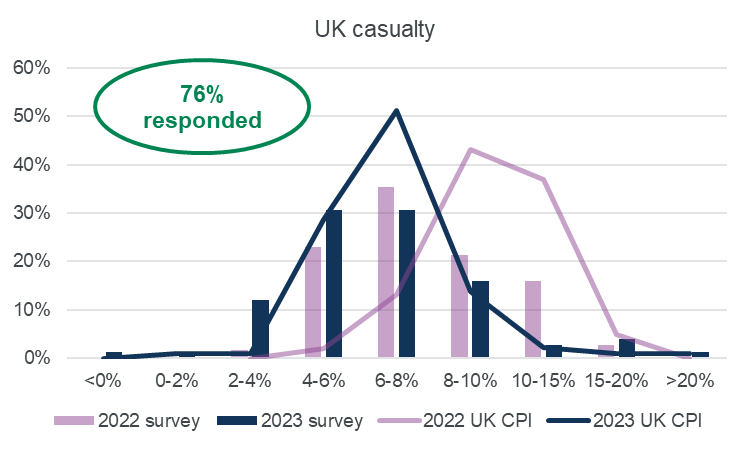 UK casualty
60%
50%
40%
30%
20%
10%
0%
76%
responded
<0% 0-2% 2-4% 4-6% 6-8% 8-10% 10-15% 15-20% >20%
2022 survey 2023 survey 2022 UK CPI 2023 UK CPI